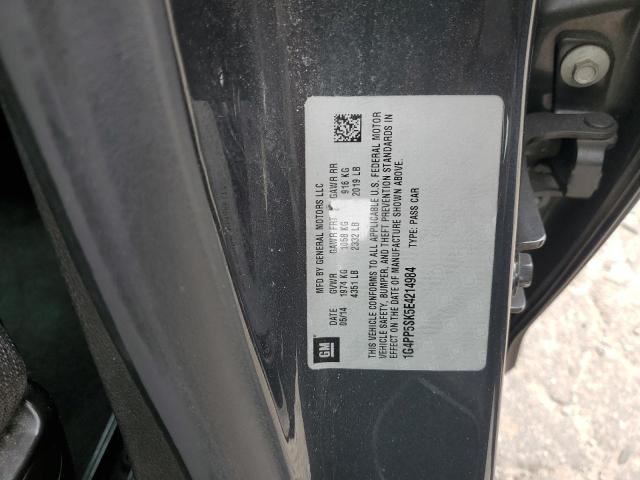 GM
MFD BY GENERAL MOTORS LLC
DATE GVWR GAWR FRT GAWR RR
05/14 1974 KG 1058 KG 916 KG
4351 LB 2332 LB 2019 LB
THIS VEHICLE CONFORMS TO ALL APPLICABLE U.S. FEDERAL MOTOR
VEHICLE SAFETY, BUMPER, AND THEFT PREVENTION STANDARDS IN
EFFECT ON THE DATE OF MANUFACTURE SHOWN ABOVE.
1G4PP5SK5E4214984 TYPE: PASS CAR